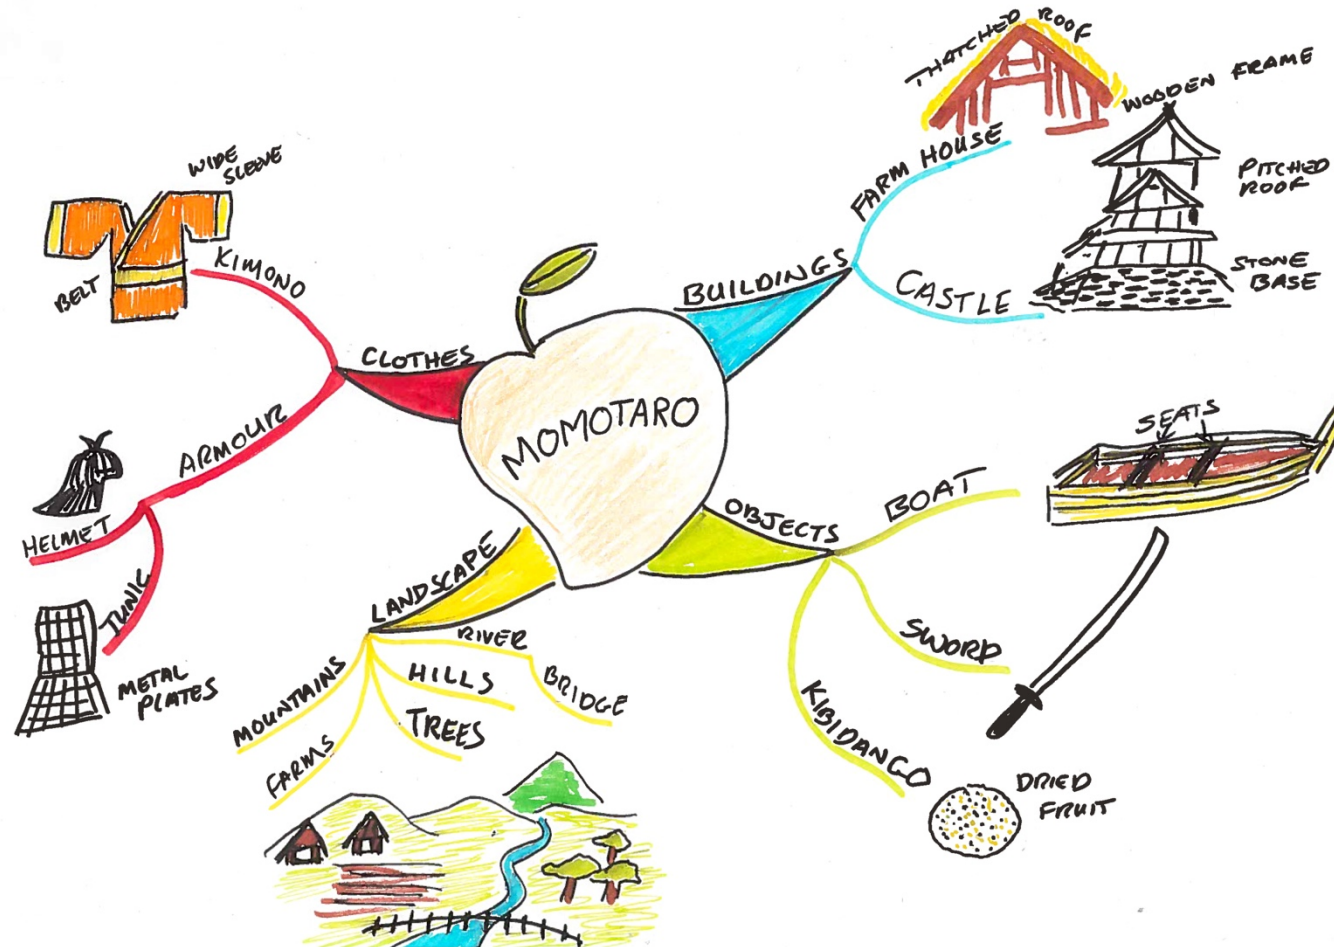 MOMOTARO
BUILDINGS
FARM HOUSE
THATCHED ROOF
WOODEN FRAME
CASTLE
PITCHED
ROOF
STONE
BASE
OBJECTS
BOAT
SEATS
SWORD
KIBIDANGO
DRIED
FRUIT
LANDSCAPE
RIVER
BRIDGE
HILLS
TREES
MOUNTAINS
FARMS
CLOTHES
KIMONO
WIDE
SLEEVE
BELT
ARMOUR
HELMET
TUNIC
METAL
PLATES